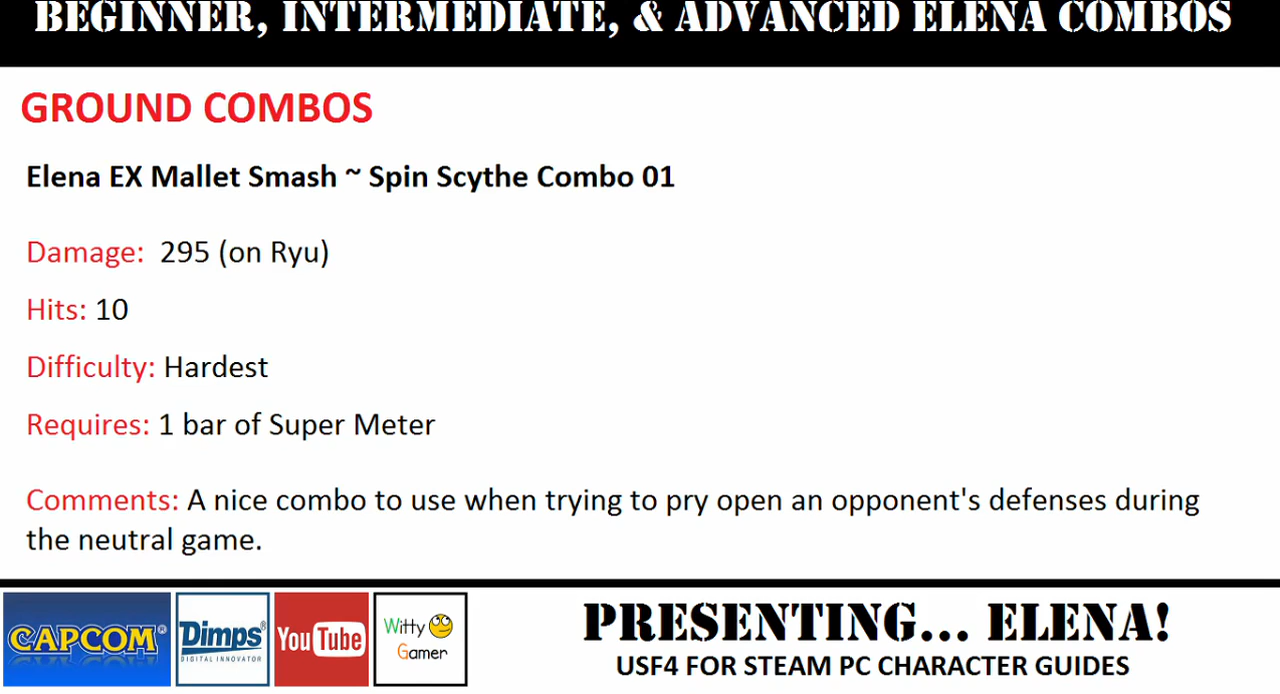 BEGINNER, INTERMEDIATE, & ADVANCED ELENA COMBOS
GROUND COMBOS
Elena EX Mallet Smash ~ Spin Scythe Combo 01
Damage: 295 (on Ryu)
Hits: 10
Difficulty: Hardest
Requires: 1 bar of Super Meter
Comments: A nice combo to use when trying to pry open an opponent's defenses during
the neutral game.
CAPCOM®
Dimps®
DIGITAL INNOVATOR
YouTube
Witty
Gamer
PRESENTING... ELENA!
USF4 FOR STEAM PC CHARACTER GUIDES